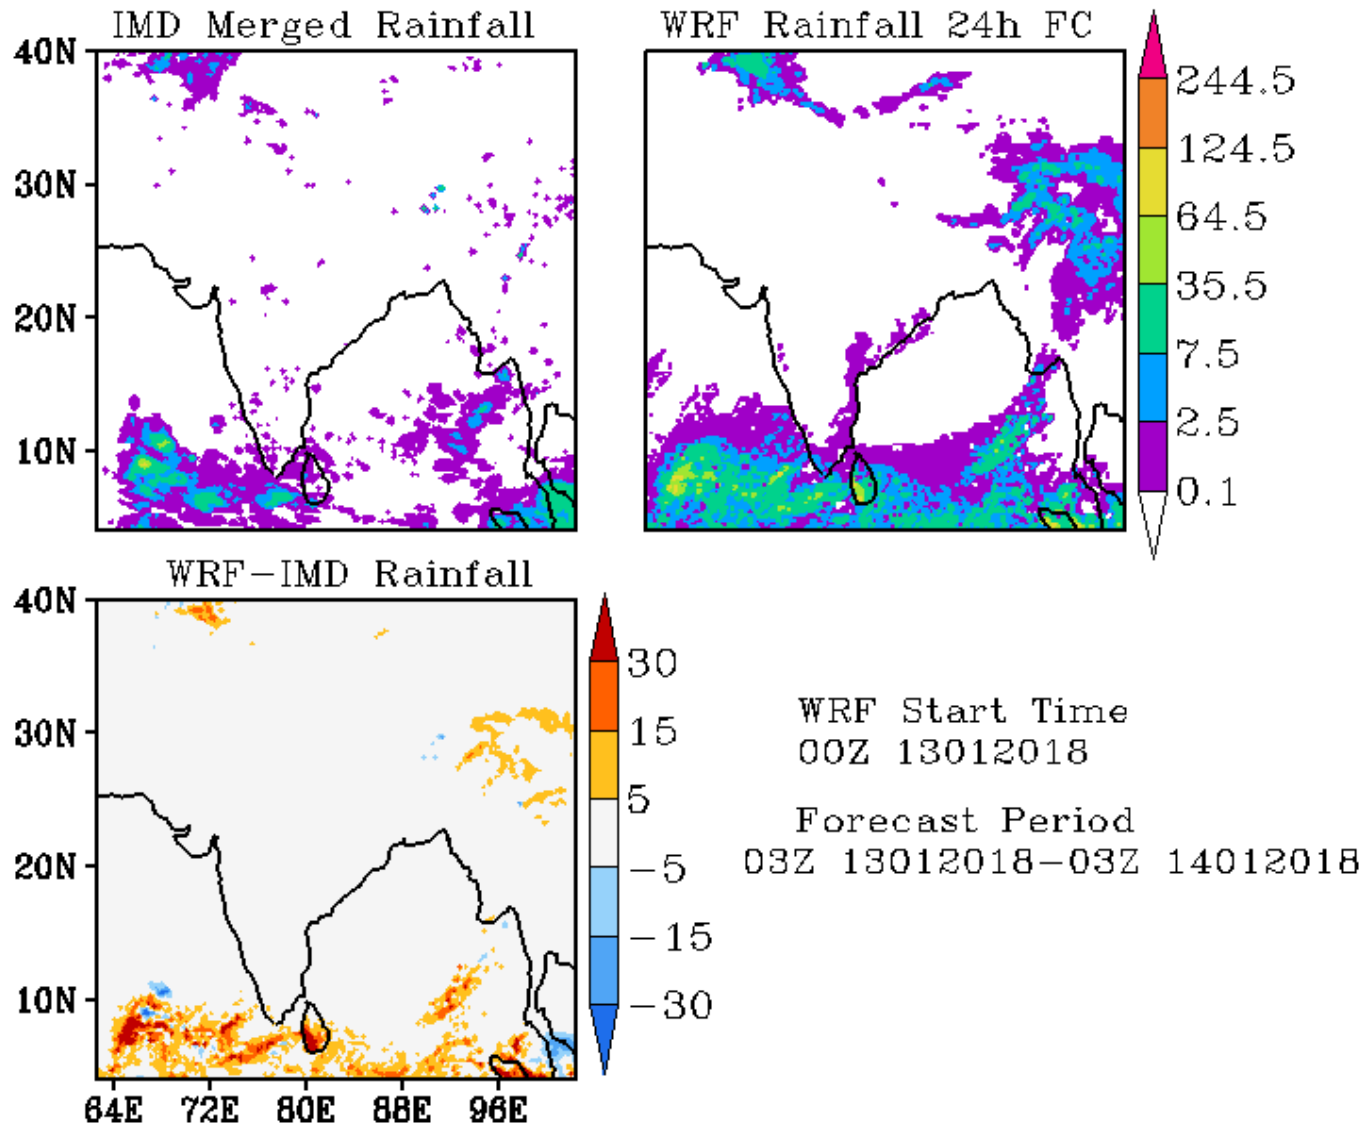 IMD Merged Rainfall
WRF Rainfall 24h FC
40N
30N
20N
10N
244.5
124.5
64.5
35.5
7.5
2.5
0.1
WRF-IMD Rainfall
40N
30N
20N
10N
64E 72E 80E 88E 96E
30
15
5
-5
-15
-30
WRF Start Time
00Z 13012018
Forecast Period
03Z 13012018-03Z 14012018